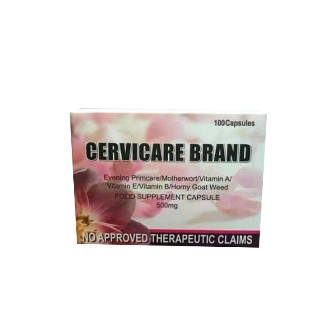 100Capsules
CERVICARE BRAND
Evening Primcare/Motherwort/Vitamin A/
Vitamin E/Vitamin B/Horny Goat Weed
FOOD SUPPLEMENT CAPSULE
500mg
NO APPROVED THERAPEUTIC CLAIMS